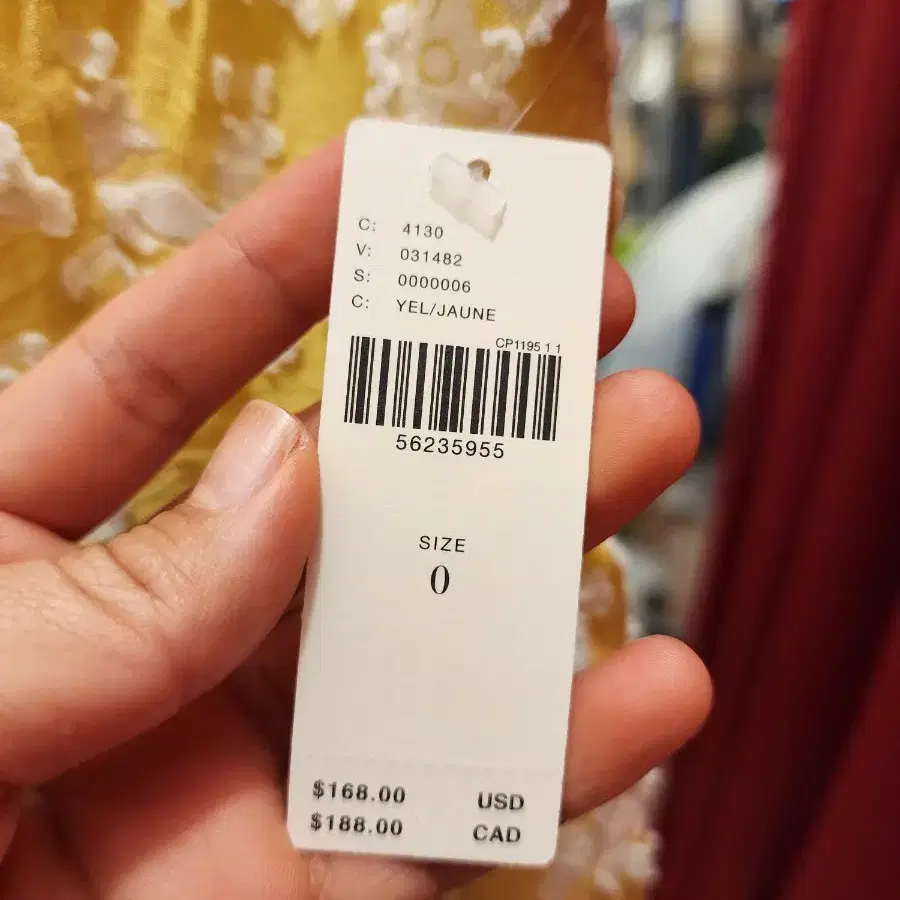 C: 4130
V: 031482
S: 0000006
C: YEL/JAUNE
CP1195 1 1
56235955
SIZE
0
$168.00 USD
$188.00 CAD